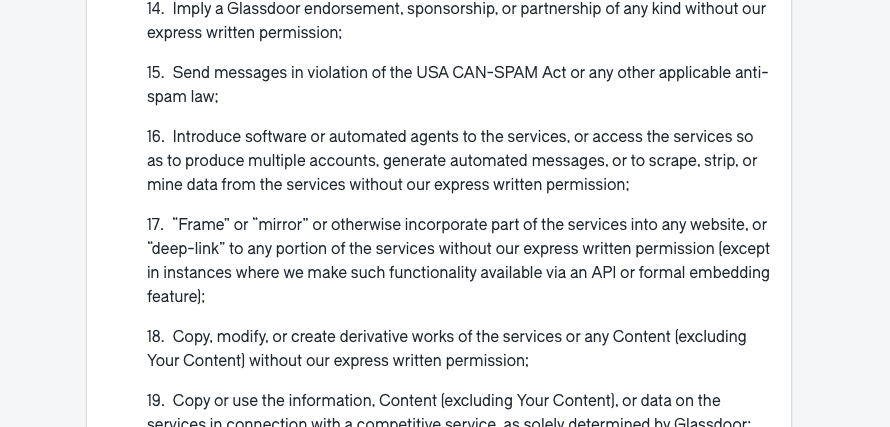 14. Imply a Glassdoor endorsement, sponsorship, or partnership of any kind without our
express written permission;
15. Send messages in violation of the USA CAN-SPAM Act or any other applicable anti-
spam law;
16. Introduce software or automated agents to the services, or access the services so
as to produce multiple accounts, generate automated messages, or to scrape, strip, or
mine data from the services without our express written permission;
17. “Frame” or “mirror” or otherwise incorporate part of the services into any website, or
“deep-link” to any portion of the services without our express written permission (except
in instances where we make such functionality available via an API or formal embedding
feature);
18. Copy, modify, or create derivative works of the services or any Content (excluding
Your Content) without our express written permission;
19. Copy or use the information, Content (excluding Your Content), or data on the
services in connection with a competitive service, as solely determined by Glassdoor;